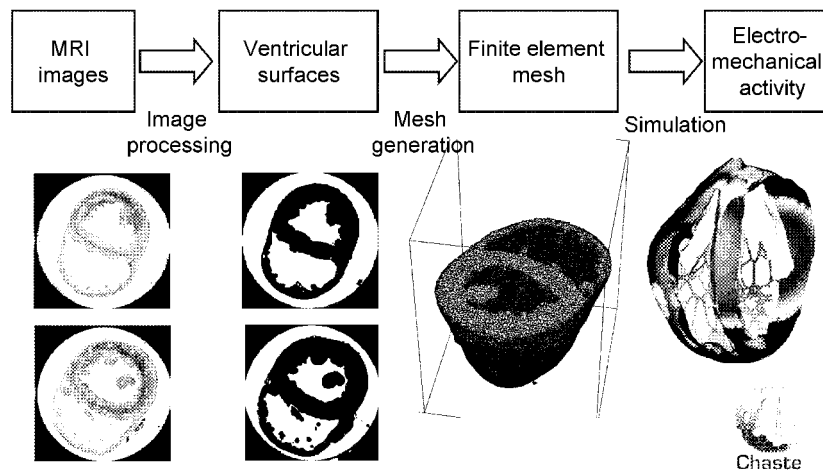 MRI
images
Ventricular
surfaces
Finite element
mesh
Electro-
mechanical
activity
Image
processing
Mesh
generation
Simulation
Chaste